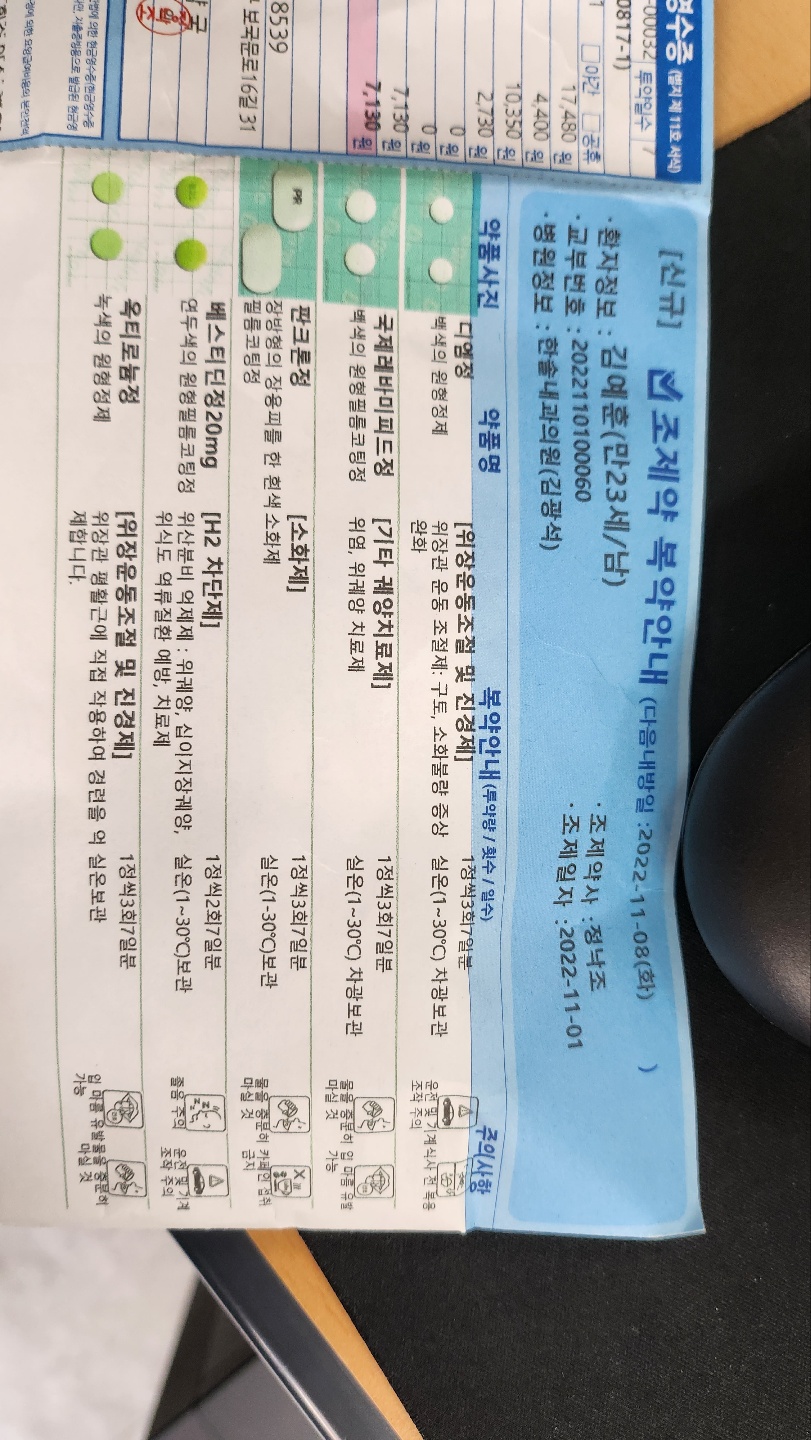 영수증 (별지 제 11호 서식)
-00032 투약일수 7
0817-1)
야간 공휴
17,480 원
4,400 원
10,350 원
2,730 원
0 원
0 원
7,130 원
7,130 원
8539
보국문로16길 31
약 국
[신규] 조제약 복약안내 (다음내방일 :2022-11-08(화) )
·환자정보 : 김예훈(만23세/남)
·교부번호 : 2022110100060
·병원정보 : 한솔내과의원(김광석)
·조제약사 :정낙조
·조제일자 :2022-11-01
약품사진 약품명 복약안내(투약량 / 횟수 / 일수) 주의사항
디엠정 [위장운동조절 및 진경제] 1정씩3회7일분
백색의 원형정제 위장관 운동 조절제: 구토, 소화불량 증상 실온(1~30℃) 차광보관
완화
운전 및 기계 식사 전 복용
조작 주의
국제레바미피드정 [기타 궤양치료제] 1정씩3회7일분
백색의 원형필름코팅정 위염, 위궤양 치료제 실온(1~30℃) 차광보관
물을 충분히 입 마름 유발
마실 것 가능
PR
판크론정 [소화제] 1정씩3회7일분
장방형의 장용피를 한 흰색 소화제 실온(1-30℃)보관
필름코팅정
물을 충분히 카페인 섭취
마실 것 금지
베스티딘정20mg [H2 차단제] 1정씩2회7일분
연두색의 원형필름코팅정 위산분비 억제제 : 위궤양, 십이지장궤양, 실온(1~30℃)보관
위식도 역류질환 예방, 치료제
졸음 주의 운전 및 기계
조작 주의
옥티로늄정 [위장운동조절 및 진경제] 1정씩3회7일분
녹색의 원형정제 위장관 평활근에 직접 작용하여 경련을 억 실온보관
제합니다.
입 마름 유발 물을 충분히
가능 마실 것